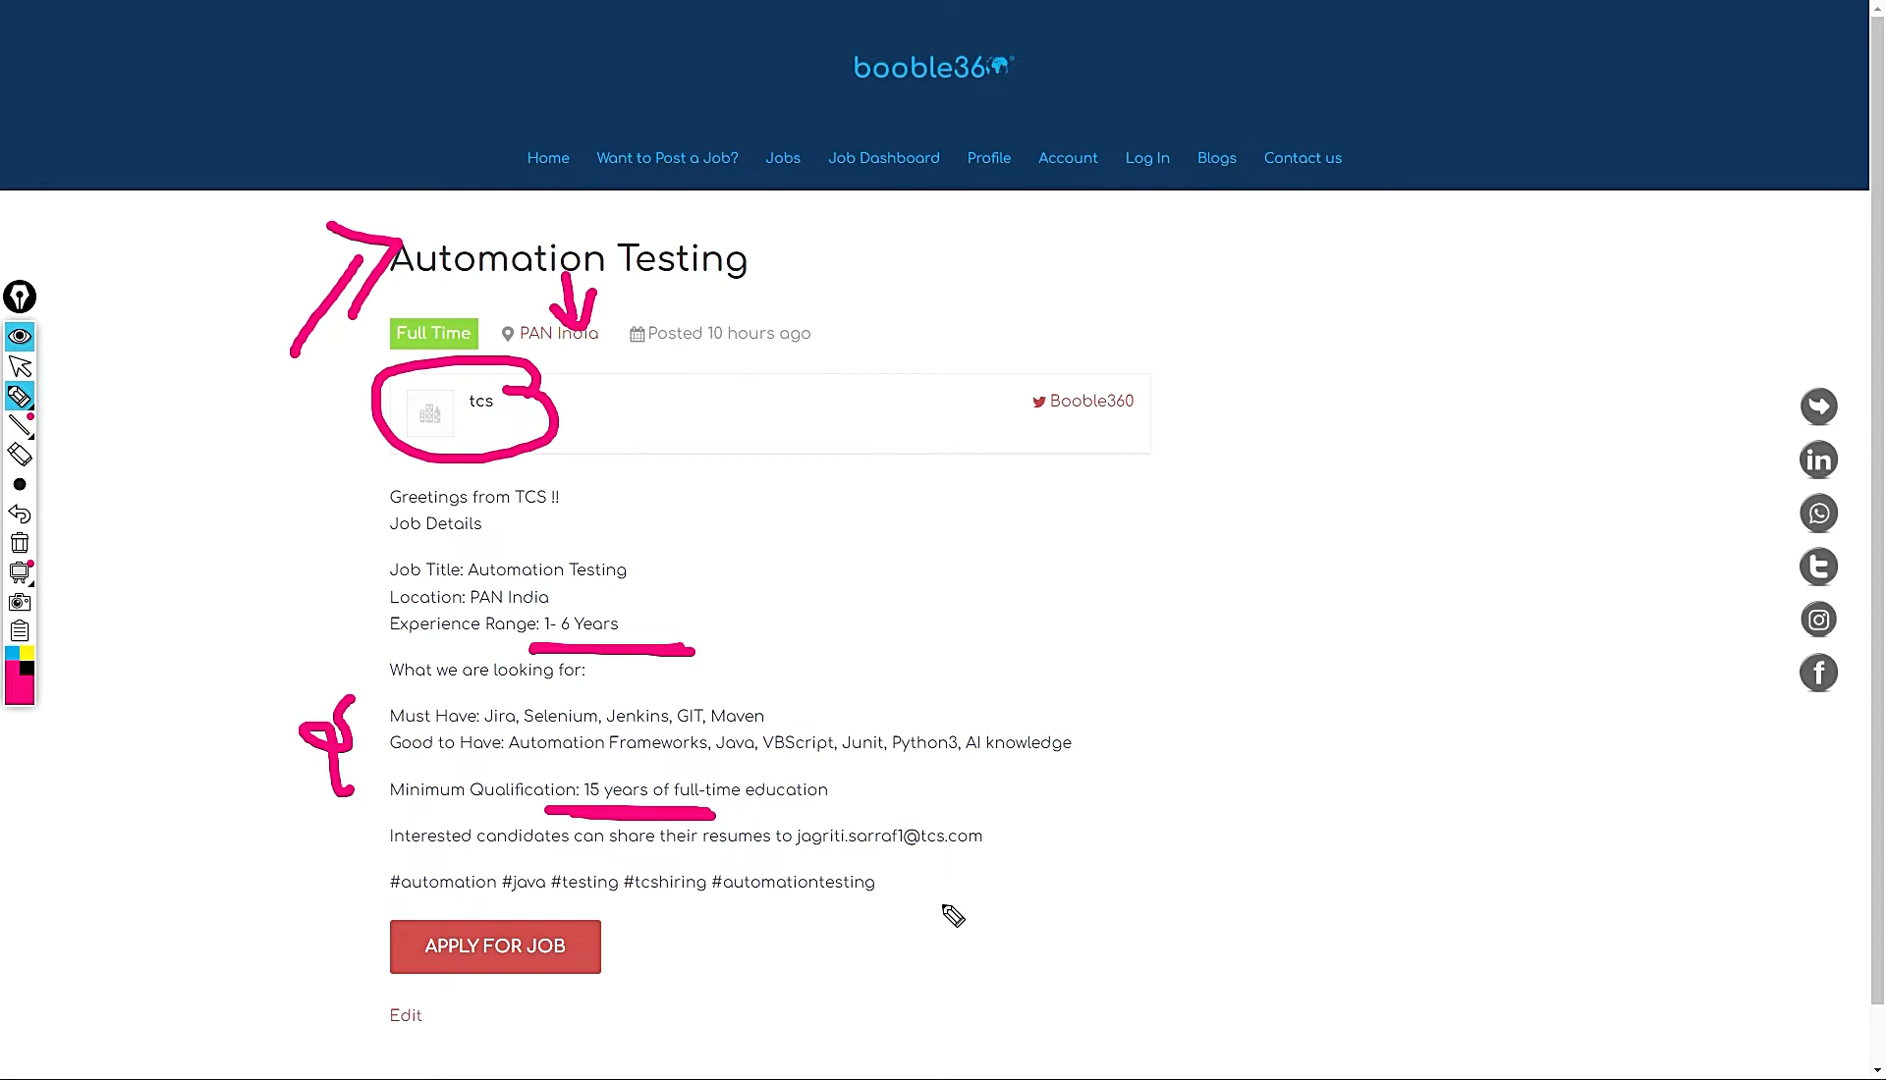 booble360
Home Want to Post a Job? Jobs Job Dashboard Profile Account Log In Blogs Contact us
Automation Testing
Full Time PAN India Posted 10 hours ago
tcs Booble360
Greetings from TCS !!
Job Details
Job Title: Automation Testing
Location: PAN India
Experience Range: 1- 6 Years
What we are looking for:
Must Have: Jira, Selenium, Jenkins, GIT, Maven
Good to Have: Automation Frameworks, Java, VBScript, Junit, Python3, AI knowledge
Minimum Qualification: 15 years of full-time education
Interested candidates can share their resumes to jagriti.sarraf1@tcs.com
#automation #java #testing #tcshiring #automationtesting
APPLY FOR JOB
Edit